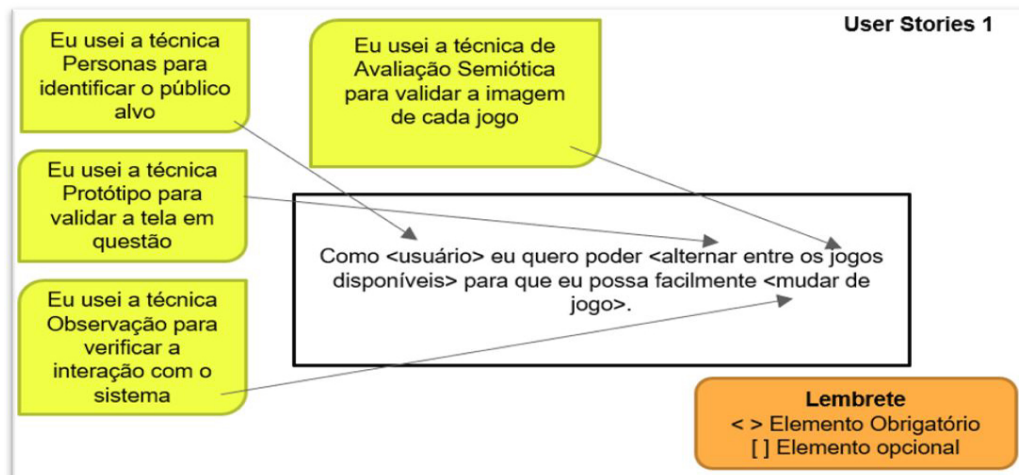 User Stories 1
Eu usei a técnica
Personas para
identificar o público
alvo
Eu usei a técnica de
Avaliação Semiótica
para validar a imagem
de cada jogo
Eu usei a técnica
Protótipo para
validar a tela em
questão
Como <usuário> eu quero poder <alternar entre os jogos
disponíveis> para que eu possa facilmente <mudar de
jogo>.
Eu usei a técnica
Observação para
verificar a
interação com o
sistema
Lembrete
< > Elemento Obrigatório
[ ] Elemento opcional